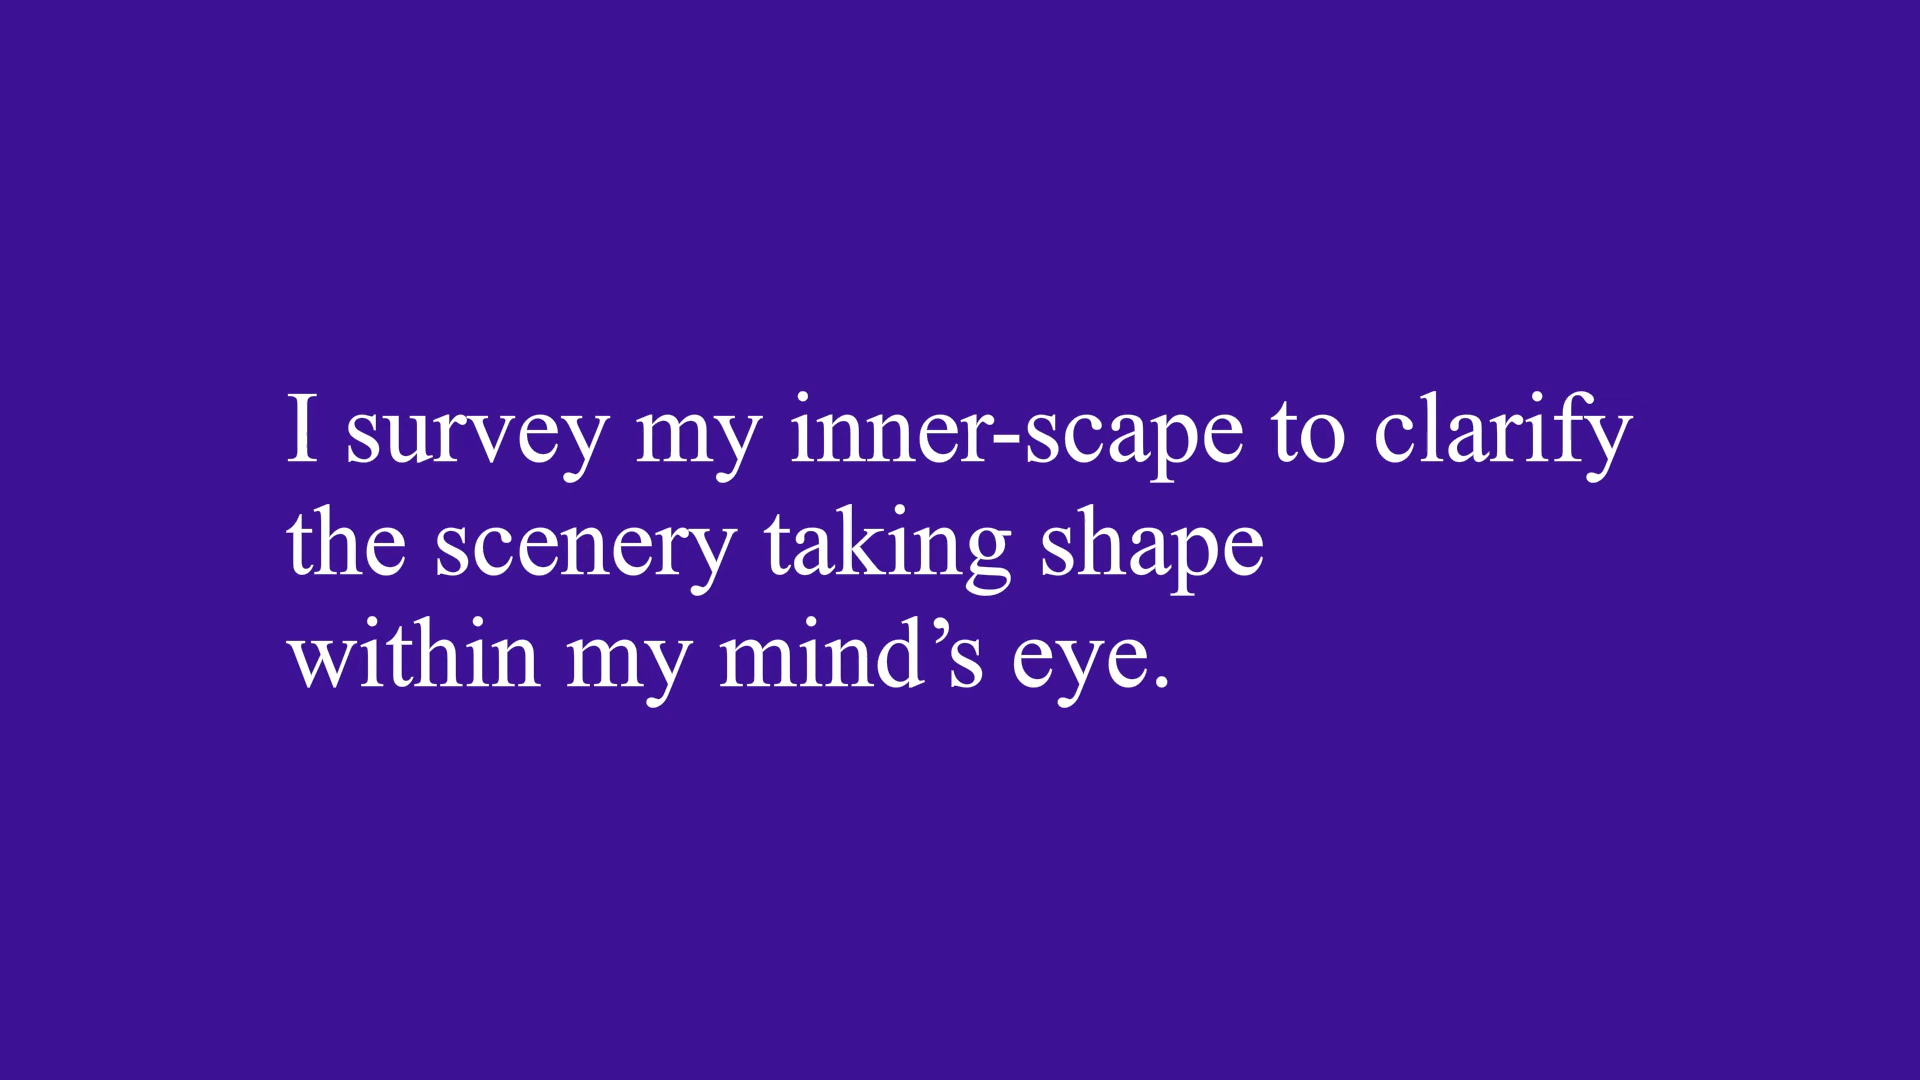 I survey my inner-scape to clarify
the scenery taking shape
within my mind’s eye.